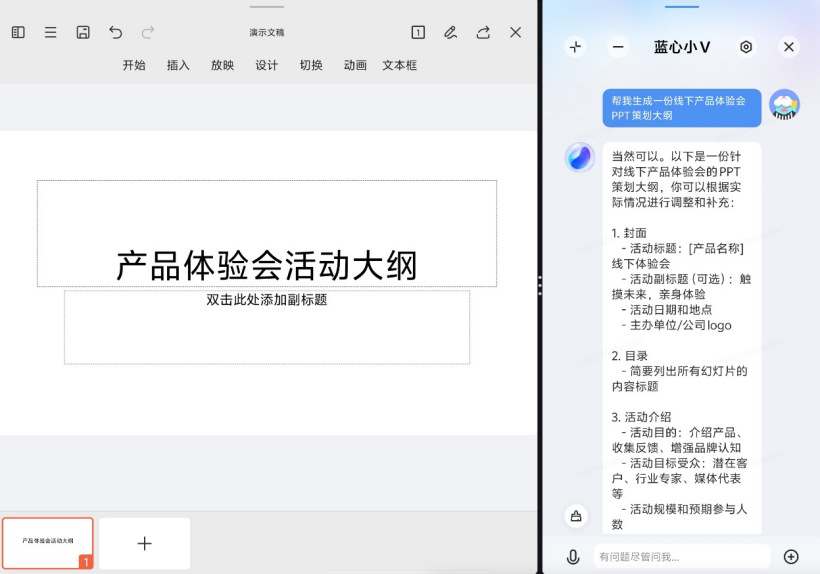 演示文稿
1
开始 插入 放映 设计 切换 动画 文本框
产品体验会活动大纲
双击此处添加副标题
产品体验会活动大纲
1
蓝心小V
帮我生成一份线下产品体验会
PPT策划大纲
当然可以。以下是一份针
对线下产品体验会的PPT
策划大纲，你可以根据实
际情况进行调整和补充：
1. 封面
- 活动标题：[产品名称]
线下体验会
- 活动副标题（可选）：触
摸未来，亲身体验
- 活动日期和地点
- 主办单位/公司logo
2. 目录
- 简要列出所有幻灯片的
内容标题
3. 活动介绍
- 活动目的：介绍产品、
收集反馈、增强品牌认知
- 活动目标受众：潜在客
户、行业专家、媒体代表
等
- 活动规模和预期参与人
数
有问题尽管问我...